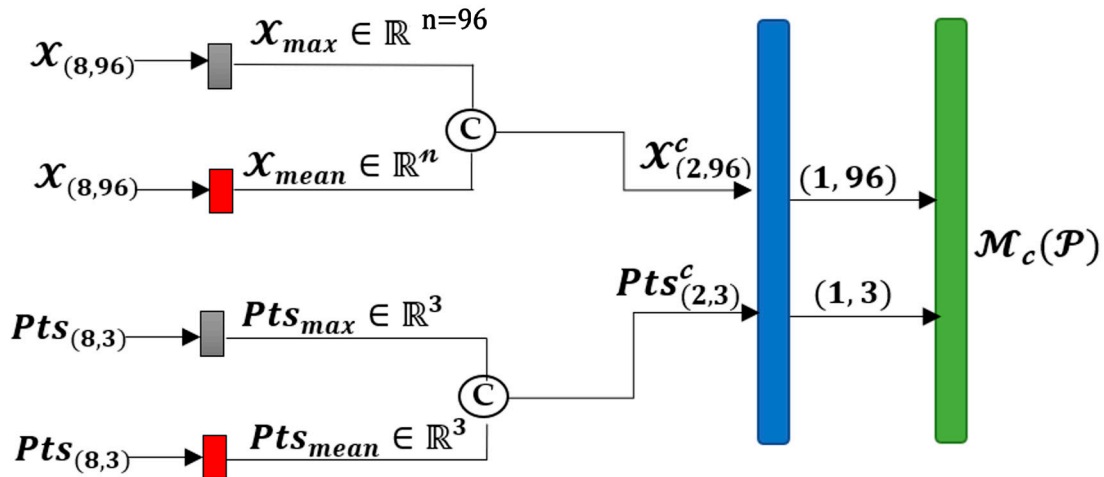 𝒳(8,96) 𝒳max ∈ ℝ n=96
C
𝒳(8,96) 𝒳mean ∈ ℝⁿ
𝒳ᶜ(2,96)
(1, 96)
ℳc(𝒫)
Pts(8,3) Ptsmax ∈ ℝ³
Ptsᶜ(2,3)
(1, 3)
C
Pts(8,3) Ptsmean ∈ ℝ³